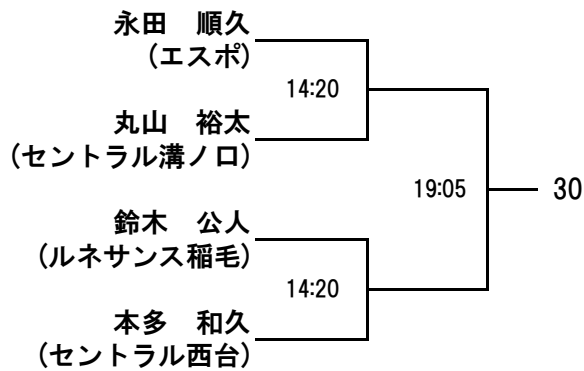 永田　順久
(エスポ)
14:20
丸山　裕太
(セントラル溝ノ口)
19:05
30
鈴木　公人
(ルネサンス稲毛)
14:20
本多　和久
(セントラル西台)